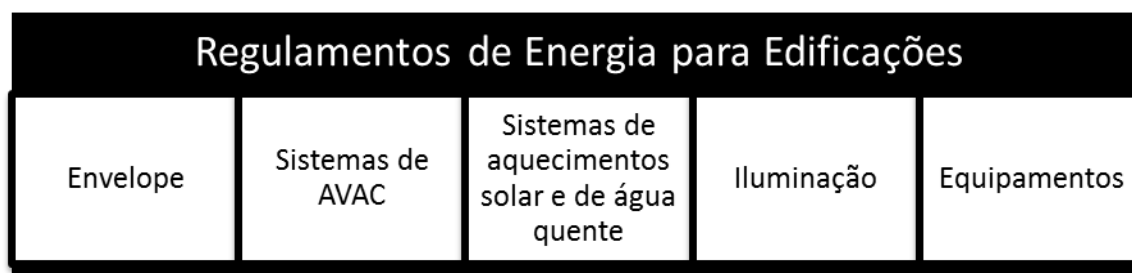 Regulamentos de Energia para Edificações
Envelope
Sistemas de
AVAC
Sistemas de
aquecimentos
solar e de água
quente
Iluminação
Equipamentos